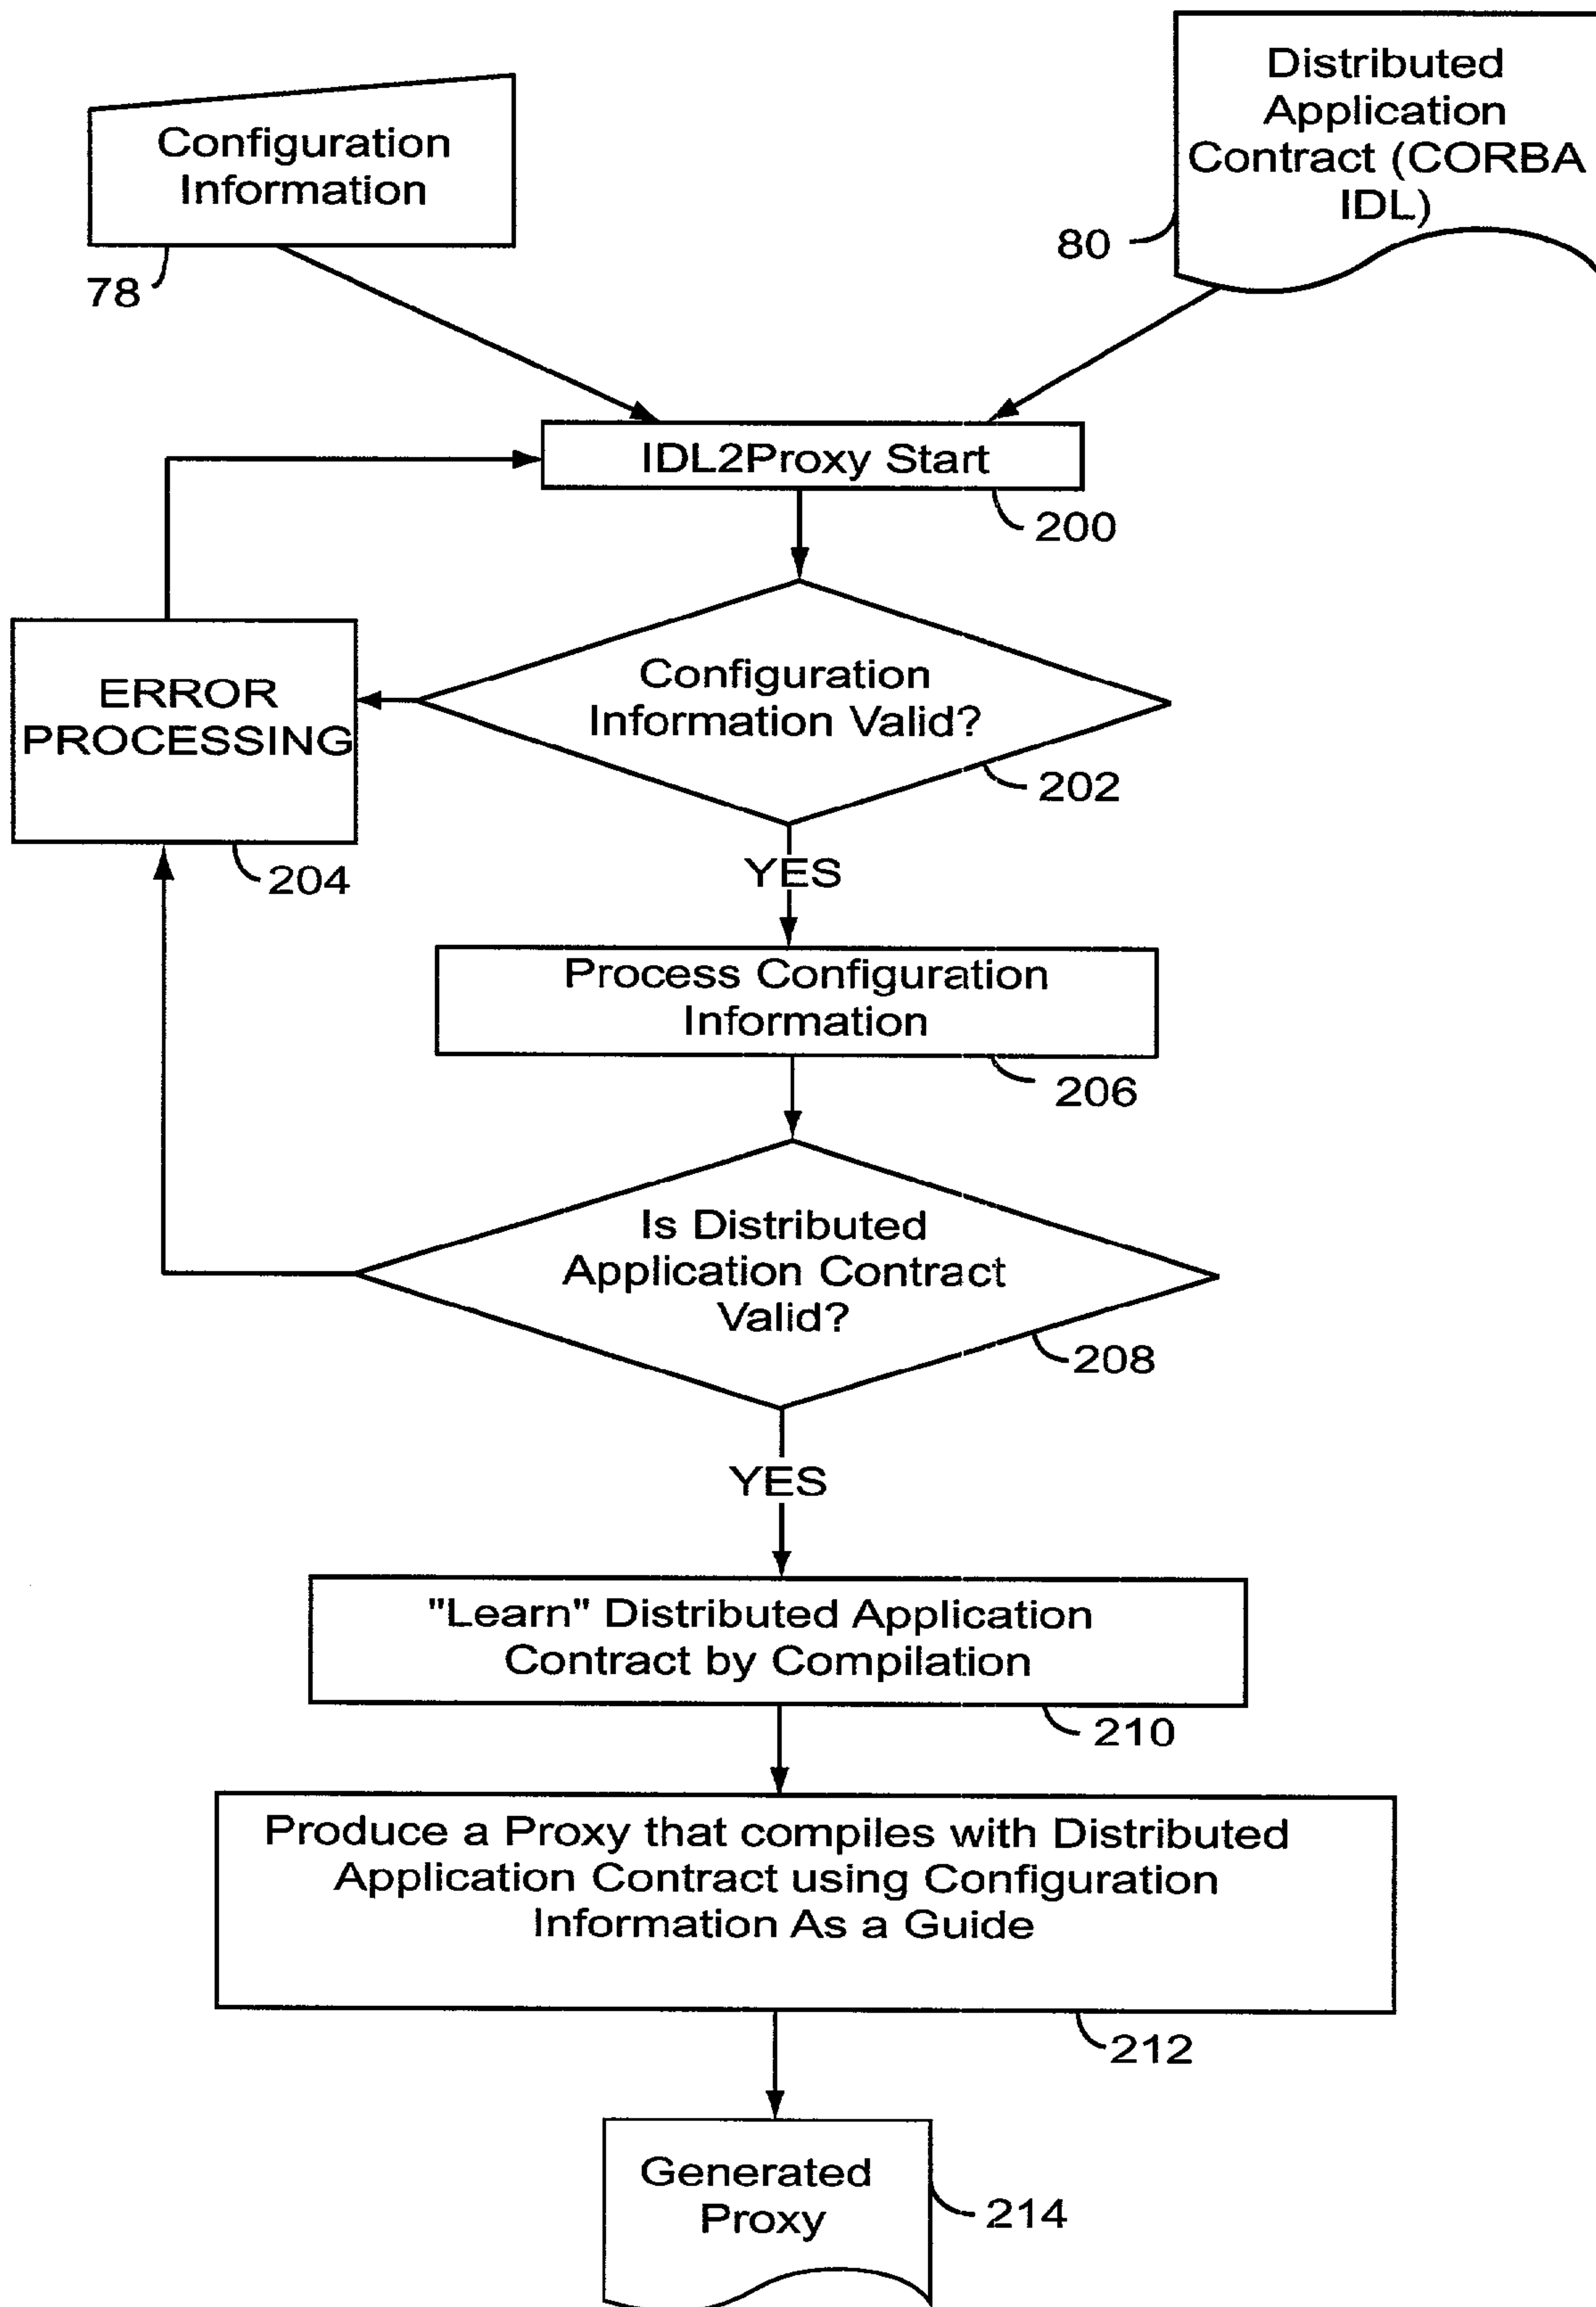 Configuration
Information
78
Distributed
Application
Contract (CORBA
IDL)
80
IDL2Proxy Start
200
Configuration
Information Valid?
202
ERROR
PROCESSING
204
YES
Process Configuration
Information
206
Is Distributed
Application Contract
Valid?
208
YES
"Learn" Distributed Application
Contract by Compilation
210
Produce a Proxy that compiles with Distributed
Application Contract using Configuration
Information As a Guide
212
Generated
Proxy
214